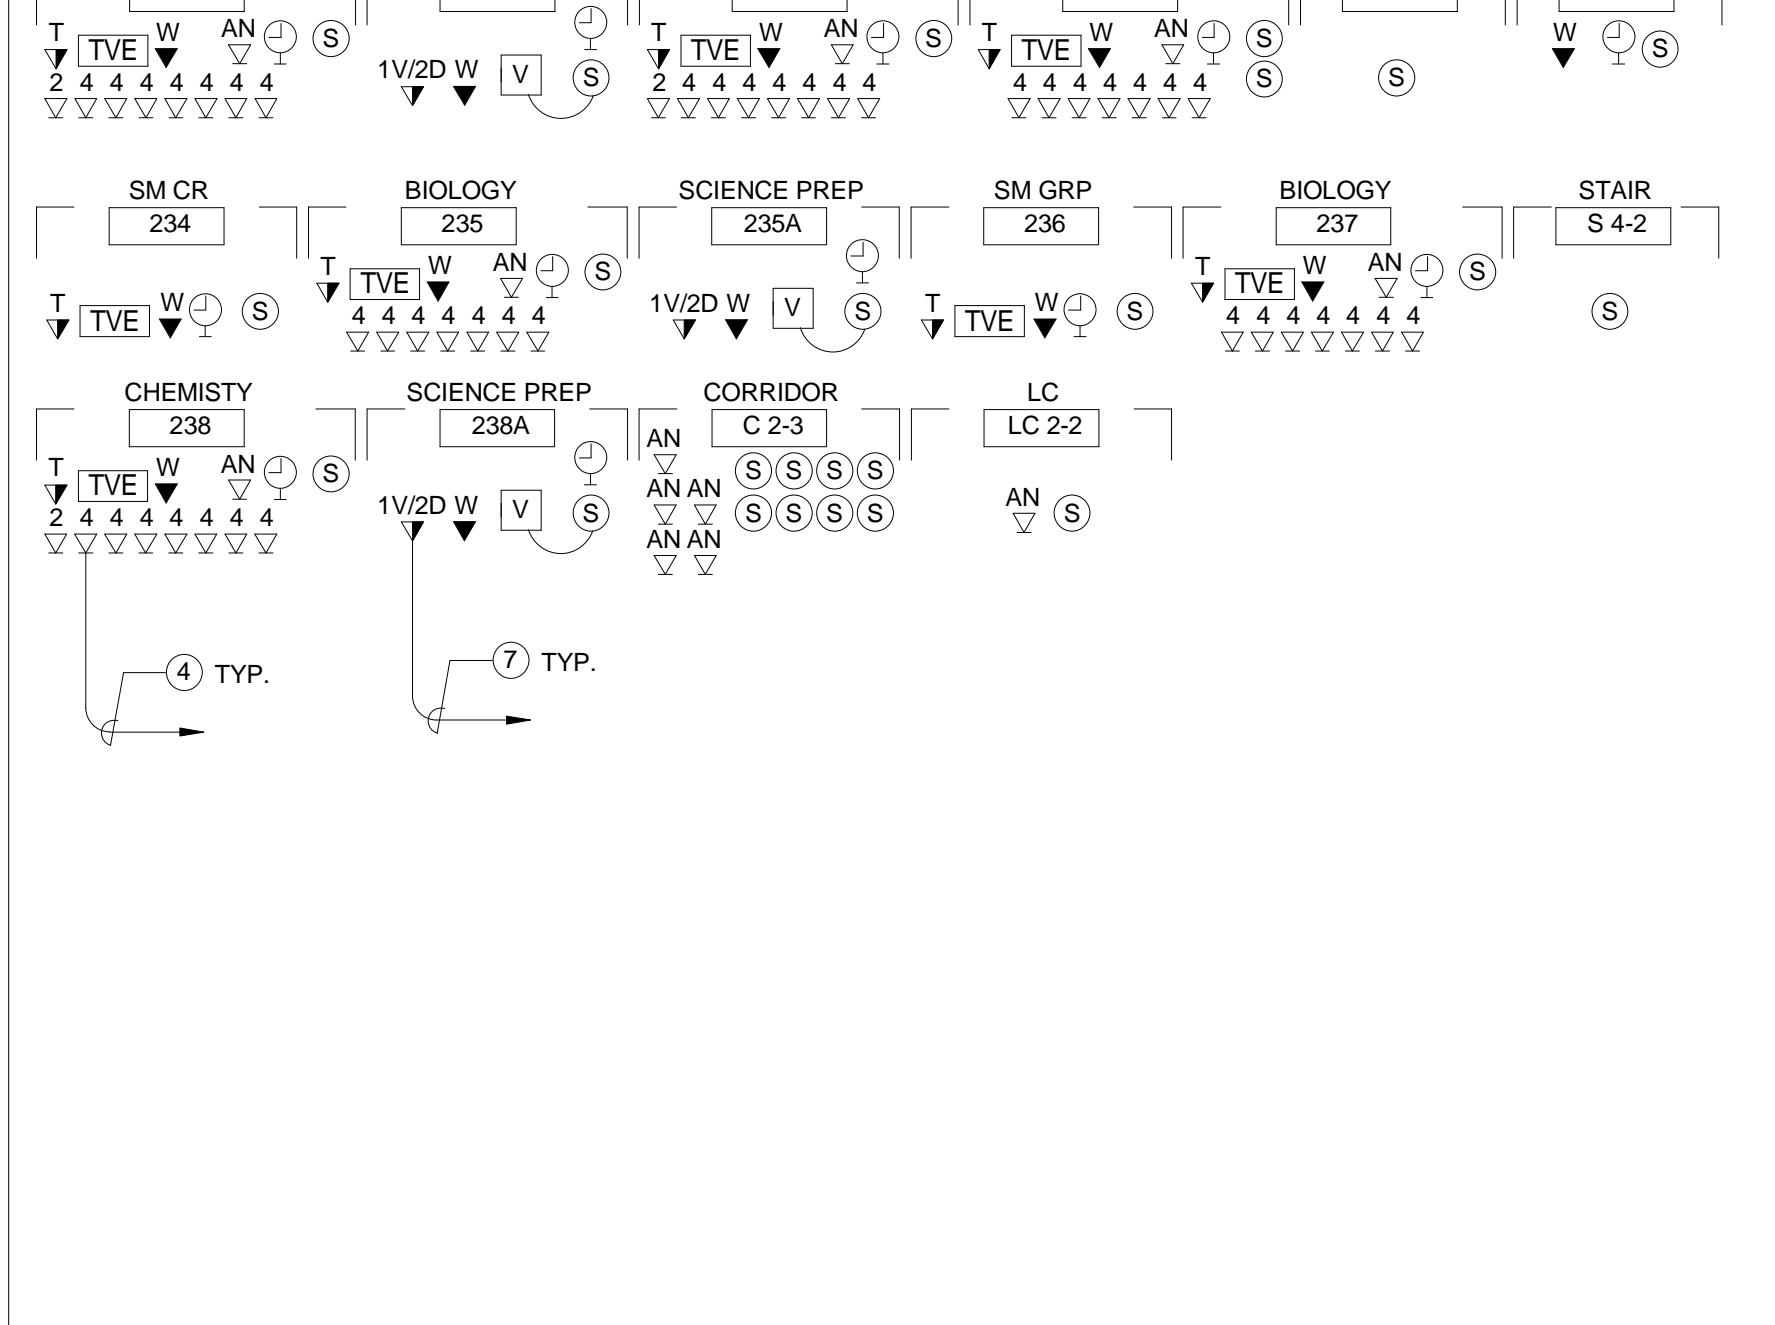 T TVE W AN S
2 4 4 4 4 4 4 4
1V/2D W V S
T TVE W AN S
2 4 4 4 4 4 4 4
T TVE W AN S
S
4 4 4 4 4 4 4
S
W S
SM CR
234
T TVE W S
BIOLOGY
235
T TVE W AN S
4 4 4 4 4 4 4
SCIENCE PREP
235A
1V/2D W V S
SM GRP
236
T TVE W S
BIOLOGY
237
T TVE W AN S
4 4 4 4 4 4 4
STAIR
S 4-2
S
CHEMISTY
238
T TVE W AN S
2 4 4 4 4 4 4 4
4 TYP.
SCIENCE PREP
238A
1V/2D W V S
7 TYP.
CORRIDOR
C 2-3
AN
S S S S
AN AN
S S S S
AN AN
LC
LC 2-2
AN S